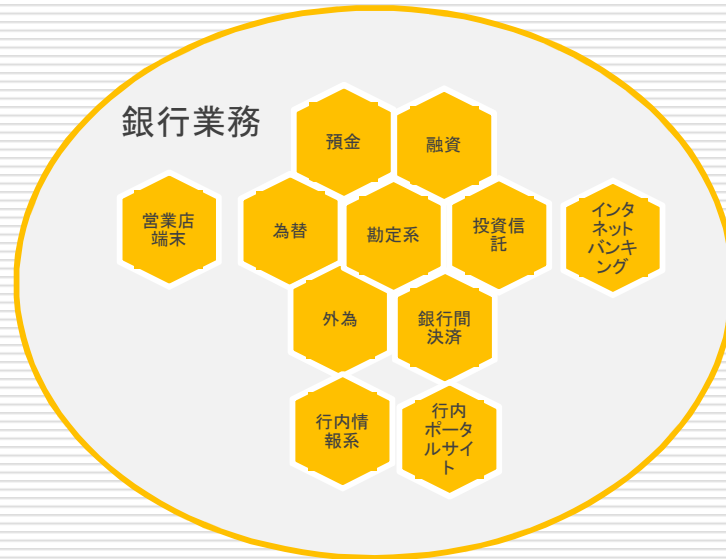 銀行業務
預金
融資
営業店
端末
為替
勘定系
投資信
託
インタ
ネット
バンキ
ング
外為
銀行間
決済
行内情
報系
行内
ポータ
ルサイ
ト